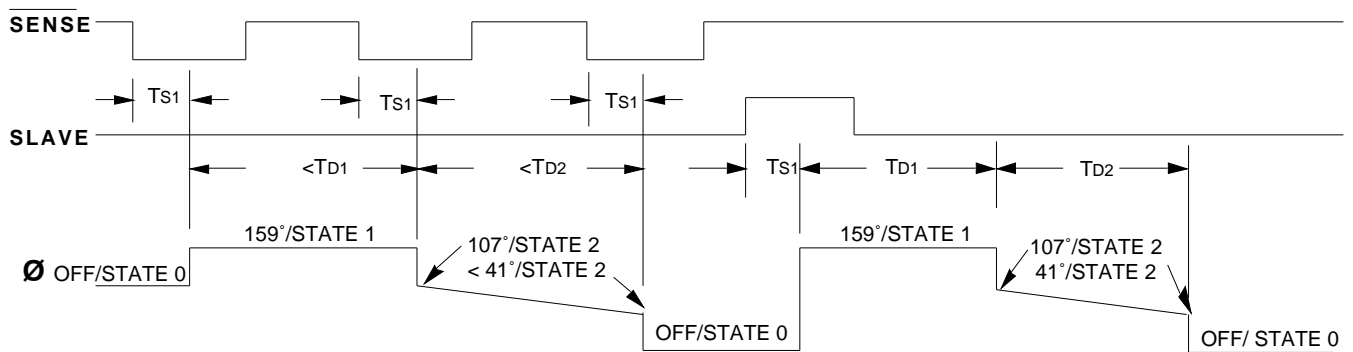 SENSE
TS1
TS1
TS1
SLAVE
<TD1
<TD2
TS1
TD1
TD2
159˚/STATE 1
107˚/STATE 2
< 41˚/STATE 2
159˚/STATE 1
107˚/STATE 2
41˚/STATE 2
Ø OFF/STATE 0
OFF/STATE 0
OFF/ STATE 0